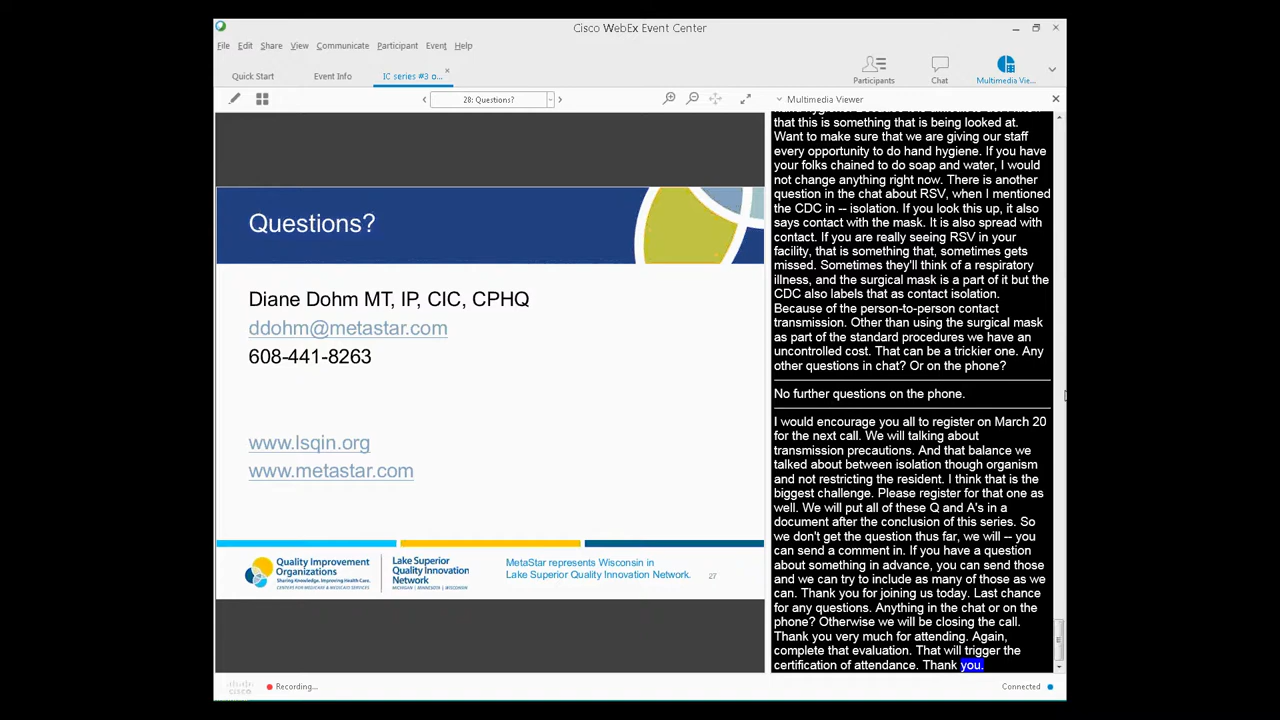 Cisco WebEx Event Center
File Edit Share View Communicate Participant Event Help
Quick Start Event Info IC series #3 o...
Participants Chat Multimedia Vie...
28: Questions?
Multimedia Viewer
Questions?
Diane Dohm MT, IP, CIC, CPHQ
ddohm@metastar.com
608-441-8263
www.lsqin.org
www.metastar.com
Quality Improvement
Organizations
Sharing Knowledge. Improving Health Care.
CENTERS FOR MEDICARE & MEDICAID SERVICES
Lake Superior
Quality Innovation
Network
MICHIGAN | MINNESOTA | WISCONSIN
MetaStar represents Wisconsin in
Lake Superior Quality Innovation Network.
27
that this is something that is being looked at.
Want to make sure that we are giving our staff
every opportunity to do hand hygiene. If you have
your folks chained to do soap and water, I would
not change anything right now. There is another
question in the chat about RSV, when I mentioned
the CDC in -- isolation. If you look this up, it also
says contact with the mask. It is also spread with
contact. If you are really seeing RSV in your
facility, that is something that, sometimes gets
missed. Sometimes they'll think of a respiratory
illness, and the surgical mask is a part of it but the
CDC also labels that as contact isolation.
Because of the person-to-person contact
transmission. Other than using the surgical mask
as part of the standard procedures we have an
uncontrolled cost. That can be a trickier one. Any
other questions in chat? Or on the phone?
No further questions on the phone.
I would encourage you all to register on March 20
for the next call. We will talking about
transmission precautions. And that balance we
talked about between isolation though organism
and not restricting the resident. I think that is the
biggest challenge. Please register for that one as
well. We will put all of these Q and A's in a
document after the conclusion of this series. So
we don't get the question thus far, we will -- you
can send a comment in. If you have a question
about something in advance, you can send those
and we can try to include as many of those as we
can. Thank you for joining us today. Last chance
for any questions. Anything in the chat or on the
phone? Otherwise we will be closing the call.
Thank you very much for attending. Again,
complete that evaluation. That will trigger the
certification of attendance. Thank you.
cisco
Recording...
Connected